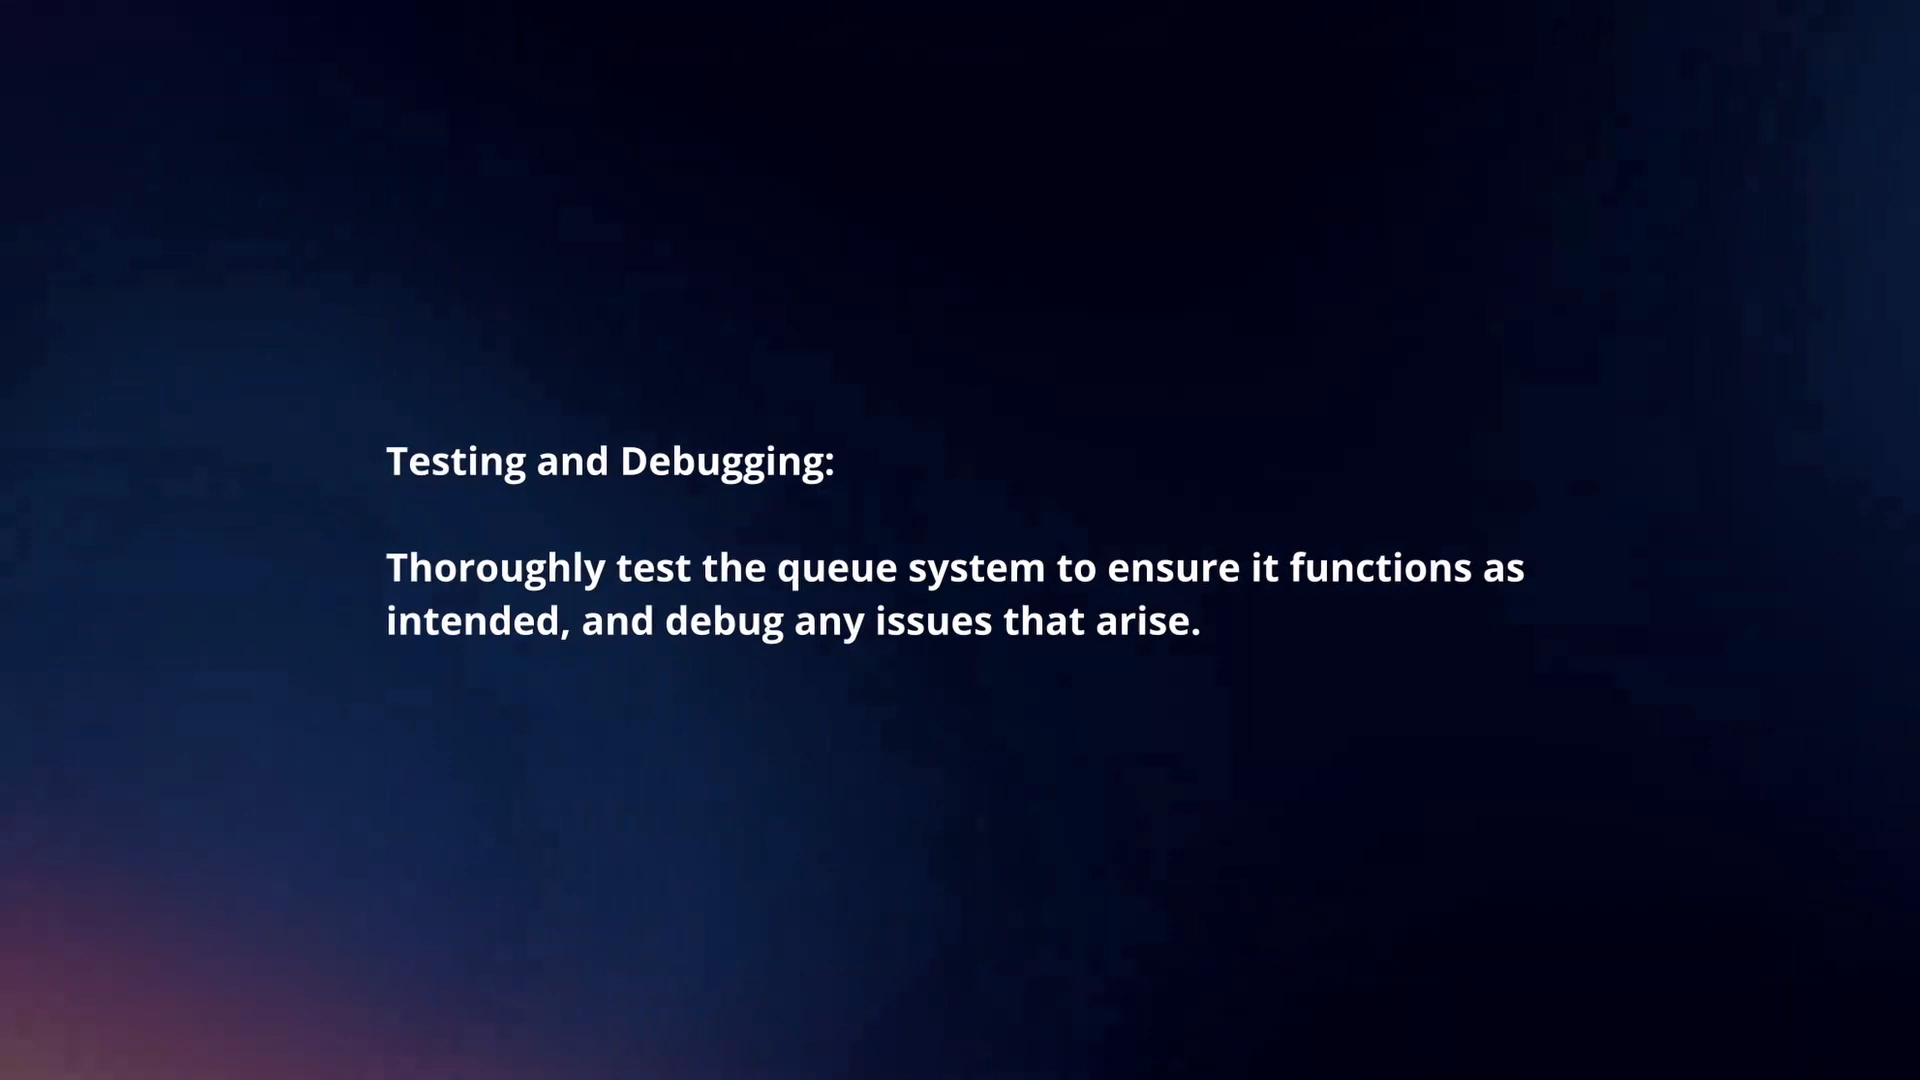 Testing and Debugging:
Thoroughly test the queue system to ensure it functions as
intended, and debug any issues that arise.